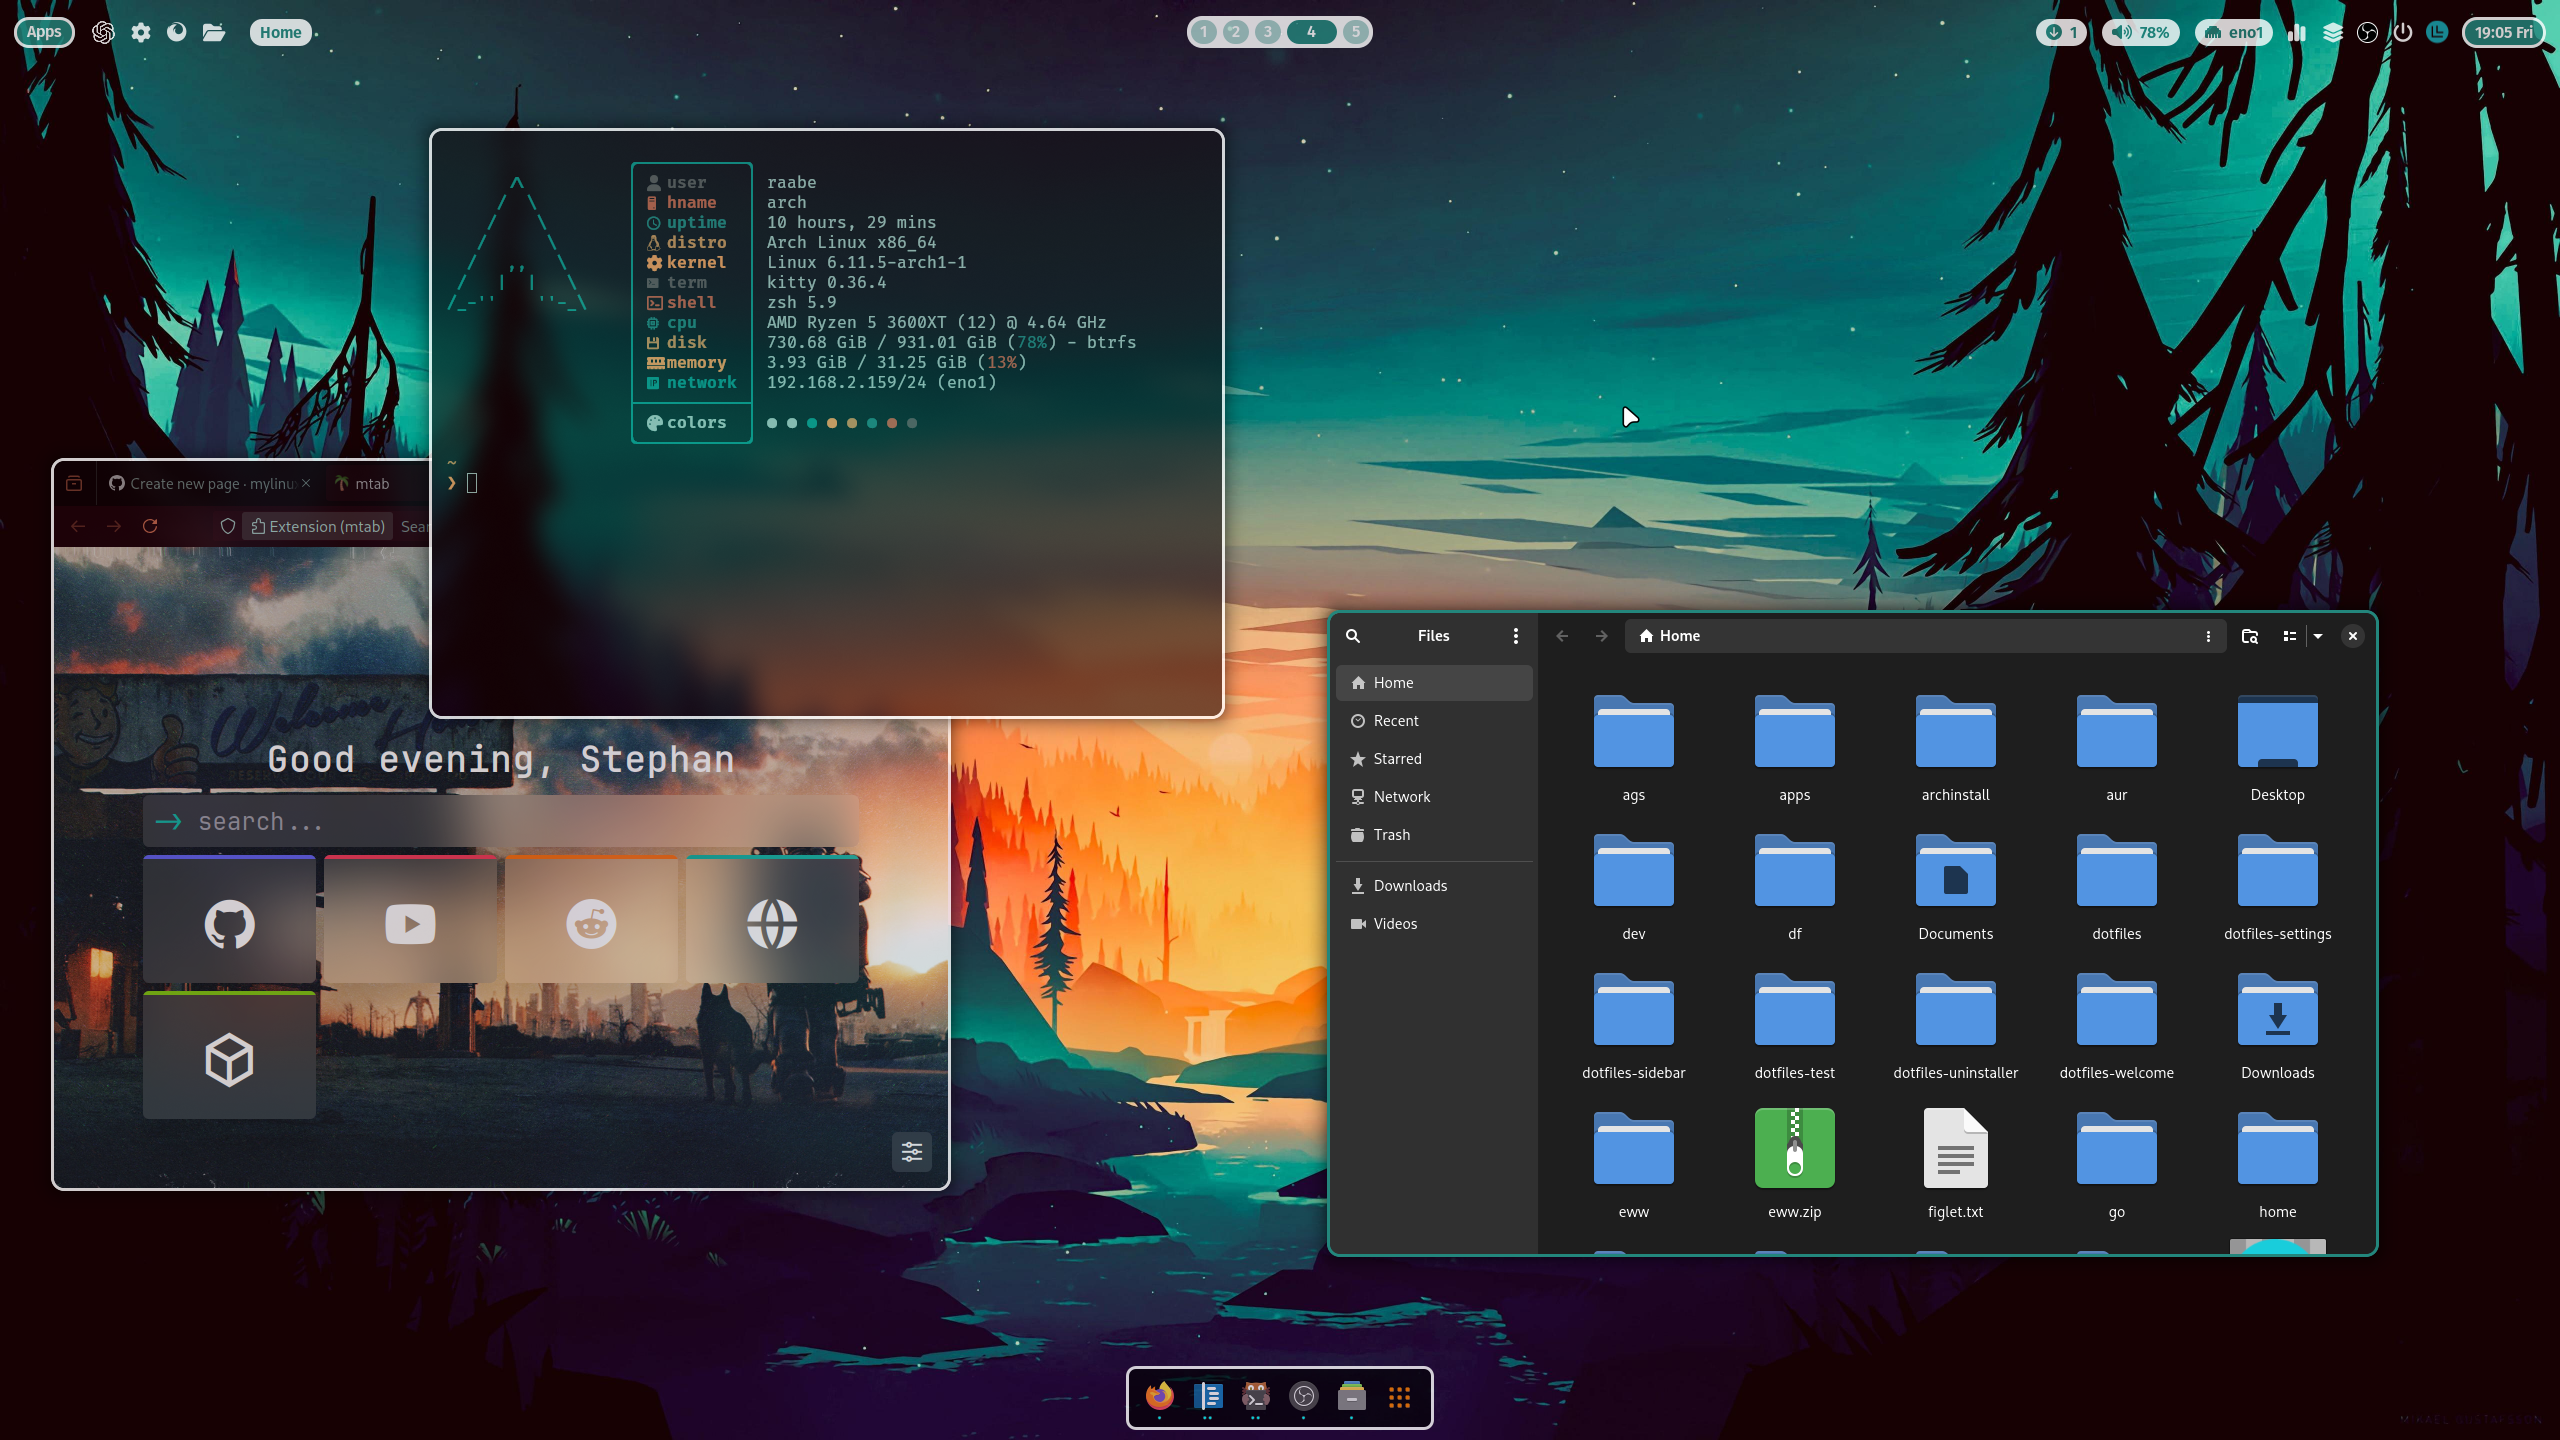 Apps
Home
1 2 3 4 5
1
78%
eno1
19:05 Fri
user raabe
hname arch
uptime 10 hours, 29 mins
distro Arch Linux x86_64
kernel Linux 6.11.5-arch1-1
term kitty 0.36.4
shell zsh 5.9
cpu AMD Ryzen 5 3600XT (12) @ 4.64 GHz
disk 730.68 GiB / 931.01 GiB (78%) - btrfs
memory 3.93 GiB / 31.25 GiB (13%)
network 192.168.2.159/24 (eno1)
colors
~
❯
Create new page · mylinux
mtab
Extension (mtab)
Sear
Welcome
Good evening, Stephan
search...
Files
Home
Home
Recent
Starred
Network
Trash
Downloads
Videos
ags
apps
archinstall
aur
Desktop
dev
df
Documents
dotfiles
dotfiles-settings
dotfiles-sidebar
dotfiles-test
dotfiles-uninstaller
dotfiles-welcome
Downloads
eww
eww.zip
figlet.txt
go
home
MIKAEL GUSTAFSSON